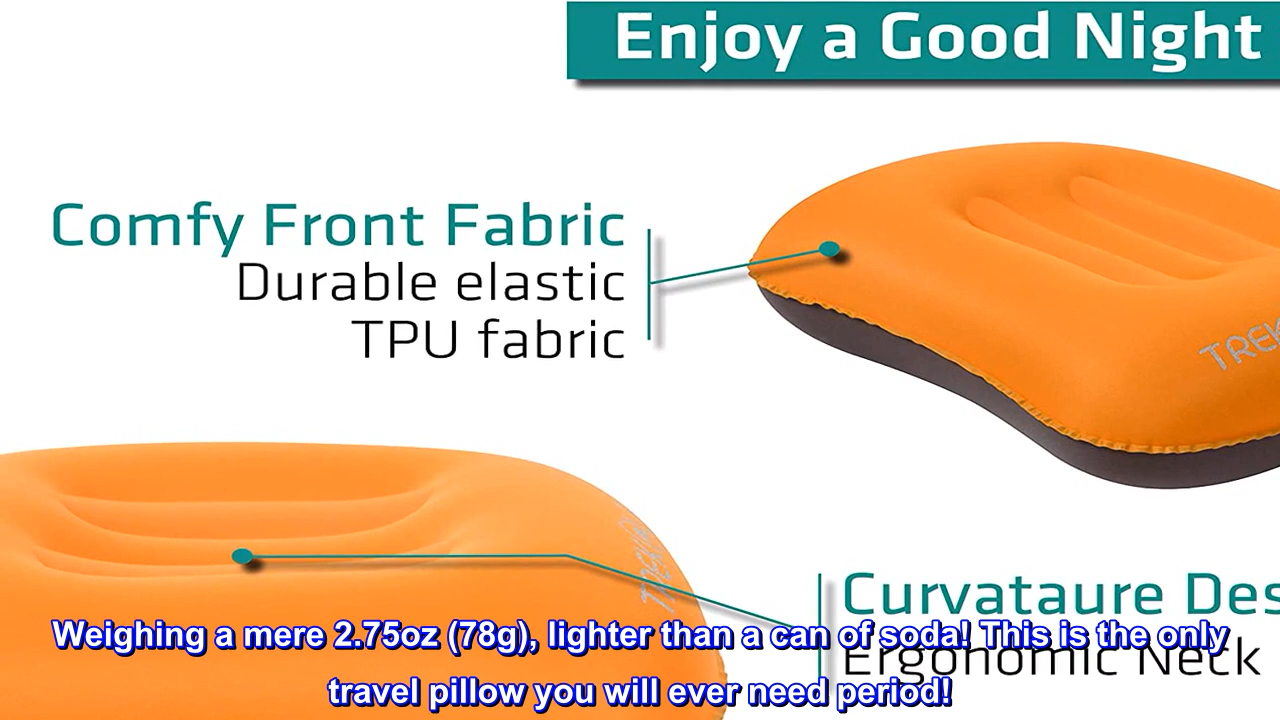 Enjoy a Good Night
Comfy Front Fabric
Durable elastic
TPU fabric
TREK
Curvataure Des
Ergonomic Neck
Weighing a mere 2.75oz (78g), lighter than a can of soda! This is the only
travel pillow you will ever need period!